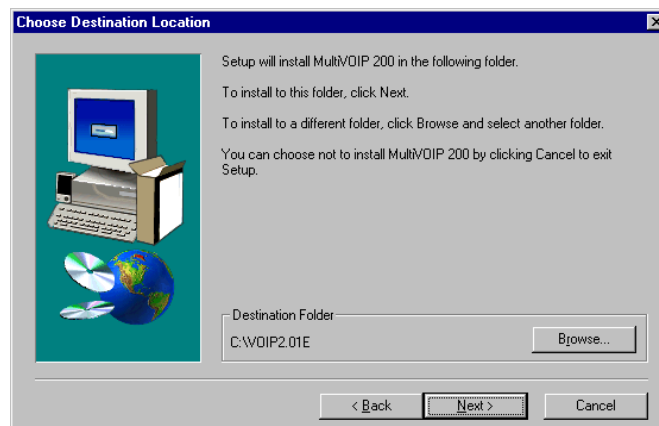 Choose Destination Location
Setup will install MultiVOIP 200 in the following folder.
To install to this folder, click Next.
To install to a different folder, click Browse and select another folder.
You can choose not to install MultiVOIP 200 by clicking Cancel to exit
Setup.
Destination Folder
C:\VOIP2.01E
Browse...
< Back
Next >
Cancel